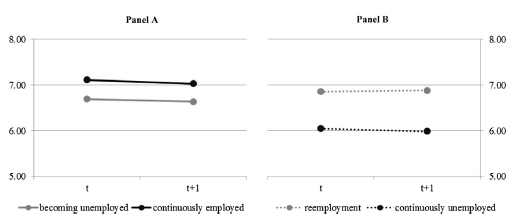 Panel A Panel B
8.00 8.00
7.00 7.00
6.00 6.00
5.00 5.00
t t+1 t t+1
becoming unemployed continuously employed reemployment continuously unemployed